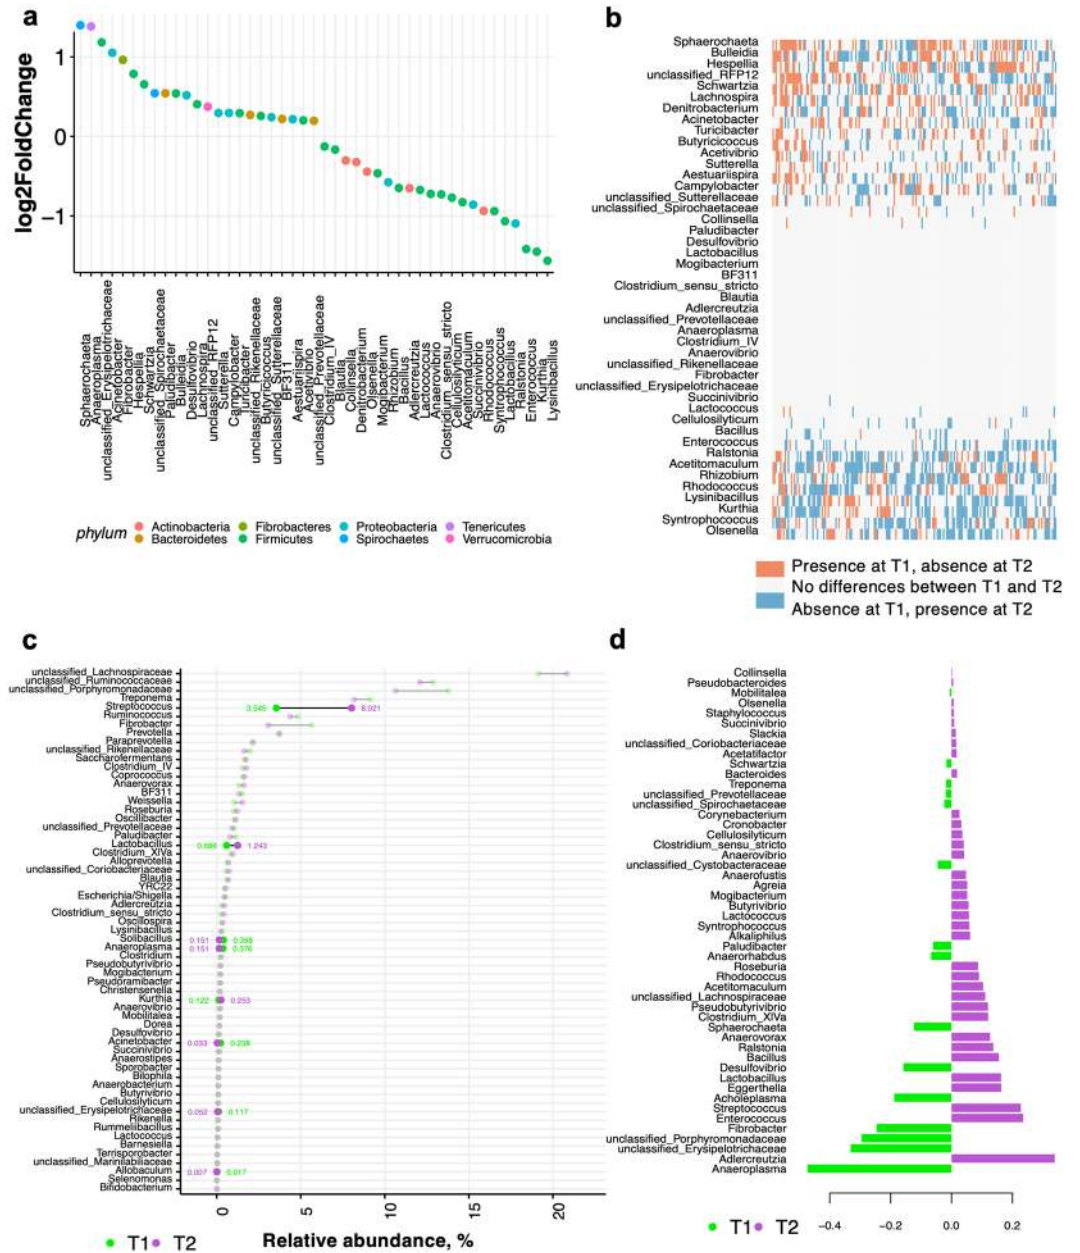 a
log2FoldChange
1
0
−1
Sphaerochaeta
Anaeroplasma
unclassified_Erysipelotrichaceae
Acinetobacter
Fibrobacter
Hespellia
Schwartzia
unclassified_Spirochaetaceae
Paludibacter
Bulleidia
Desulfovibrio
Lachnospira
unclassified_RFP12
Sutterella
Campylobacter
Turicibacter
unclassified_Rikenellaceae
Butyricicoccus
unclassified_Sutterellaceae
BF311
Aestuariispira
Acetivibrio
unclassified_Prevotellaceae
Clostridium_IV
Blautia
Collinsella
Denitrobacterium
Olsenella
Mogibacterium
Rhizobium
Bacillus
Adlercreutzia
Lactococcus
Anaerovibrio
Clostridium_sensu_stricto
Cellulosilyticum
Acetitomaculum
Succinivibrio
Rhodococcus
Syntrophococcus
Lactobacillus
Ralstonia
Enterococcus
Kurthia
Lysinibacillus
phylum
Actinobacteria
Fibrobacteres
Proteobacteria
Tenericutes
Bacteroidetes
Firmicutes
Spirochaetes
Verrucomicrobia
b
Sphaerochaeta
Bulleidia
Hespellia
unclassified_RFP12
Schwartzia
Lachnospira
Denitrobacterium
Acinetobacter
Turicibacter
Butyricicoccus
Acetivibrio
Sutterella
Aestuariispira
Campylobacter
unclassified_Sutterellaceae
unclassified_Spirochaetaceae
Collinsella
Paludibacter
Desulfovibrio
Lactobacillus
Mogibacterium
BF311
Clostridium_sensu_stricto
Blautia
Adlercreutzia
unclassified_Prevotellaceae
Anaeroplasma
Clostridium_IV
Anaerovibrio
unclassified_Rikenellaceae
Fibrobacter
unclassified_Erysipelotrichaceae
Succinivibrio
Lactococcus
Cellulosilyticum
Bacillus
Enterococcus
Ralstonia
Acetitomaculum
Rhizobium
Rhodococcus
Lysinibacillus
Kurthia
Syntrophococcus
Olsenella
Presence at T1, absence at T2
No differences between T1 and T2
Absence at T1, presence at T2
c
unclassified_Lachnospiraceae
unclassified_Ruminococcaceae
unclassified_Porphyromonadaceae
Treponema
Streptococcus 3.545 8.021
Ruminococcus
Fibrobacter
Prevotella
Paraprevotella
unclassified_Rikenellaceae
Saccharofermentans
Clostridium_IV
Coprococcus
Anaerovorax
BF311
Weissella
Roseburia
Oscillibacter
unclassified_Prevotellaceae
Paludibacter
Lactobacillus 1.243
Clostridium_XlVa
Alloprevotella
unclassified_Coriobacteriaceae
Blautia
YRC22
Escherichia/Shigella
Adlercreutzia
Clostridium_sensu_stricto
Oscillospira
Lysinibacillus
Solibacillus 0.151 0.393
Anaeroplasma 0.151 0.376
Clostridium
Pseudobutyrivibrio
Mogibacterium
Pseudoramibacter
Christensenella
Kurthia 0.122 0.253
Anaerovibrio
Mobilitalea
Dorea
Desulfovibrio
Acinetobacter 0.033 0.238
Succinivibrio
Anaerostipes
Sporobacter
Bilophila
Anaerobacterium
Butyrivibrio
Cellulosilyticum
unclassified_Erysipelotrichaceae 0.052 0.117
Rikenella
Rummelibacillus
Lactococcus
Barnesiella
Terrisporobacter
unclassified_Marinilabiliaceae
Allobaculum 0.007 0.017
Selenomonas
Bifidobacterium
0 5 10 15 20
T1 T2 Relative abundance, %
d
Collinsella
Pseudobacteroides
Mobilitalea
Olsenella
Staphylococcus
Succinivibrio
Slackia
unclassified_Coriobacteriaceae
Acetatifactor
Schwartzia
Bacteroides
Treponema
unclassified_Prevotellaceae
unclassified_Spirochaetaceae
Corynebacterium
Cronobacter
Cellulosilyticum
Clostridium_sensu_stricto
Anaerovibrio
unclassified_Cystobacteraceae
Anaerofustis
Agreia
Mogibacterium
Butyrivibrio
Lactococcus
Syntrophococcus
Alkaliphilus
Paludibacter
Anaerorhabdus
Roseburia
Rhodococcus
Acetitomaculum
unclassified_Lachnospiraceae
Pseudobutyrivibrio
Clostridium_XlVa
Sphaerochaeta
Anaerovorax
Ralstonia
Bacillus
Desulfovibrio
Lactobacillus
Eggerthella
Acholeplasma
Streptococcus
Enterococcus
Fibrobacter
unclassified_Porphyromonadaceae
unclassified_Erysipelotrichaceae
Adlercreutzia
Anaeroplasma
−0.4 −0.2 0.0 0.2
T1 T2